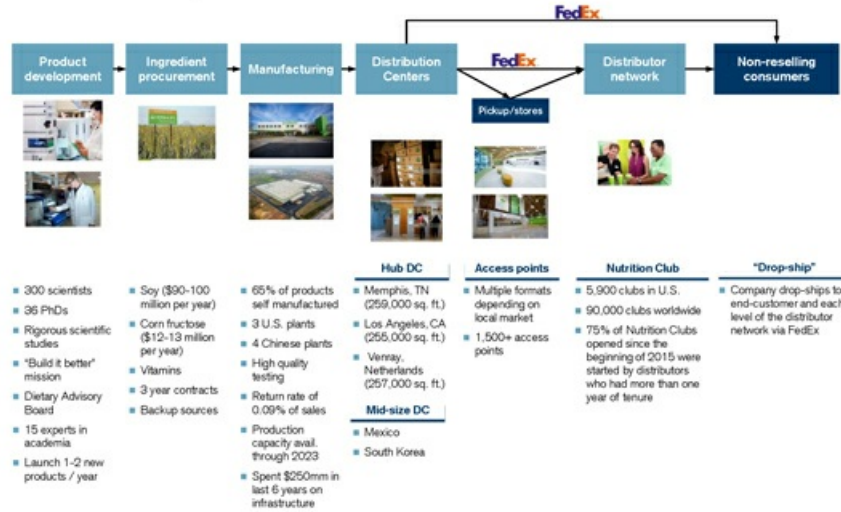 FedEx
Product
development
Ingredient
procurement
Manufacturing
Distribution
Centers
FedEx
Distributor
network
Non-reselling
consumers
Pickup/stores
300 scientists
36 PhDs
Rigorous scientific
studies
"Build it better"
mission
Dietary Advisory
Board
15 experts in
academia
Launch 1-2 new
products / year
Soy ($90-100
million per year)
Corn fructose
($12-13 million
per year)
Vitamins
3 year contracts
Backup sources
65% of products
self manufactured
3 U.S. plants
4 Chinese plants
High quality
testing
Return rate of
0.09% of sales
Production
capacity avail.
through 2023
Spent $250mm in
last 6 years on
infrastructure
Hub DC
Memphis, TN
(259,000 sq. ft.)
Los Angeles, CA
(255,000 sq. ft.)
Venray,
Netherlands
(257,000 sq. ft.)
Mid-size DC
Mexico
South Korea
Access points
Multiple formats
depending on
local market
1,500+ access
points
Nutrition Club
5,900 clubs in U.S.
90,000 clubs worldwide
75% of Nutrition Clubs
opened since the
beginning of 2015 were
started by distributors
who had more than one
year of tenure
"Drop-ship"
Company drop-ships to
end-customer and each
level of the distributor
network via FedEx